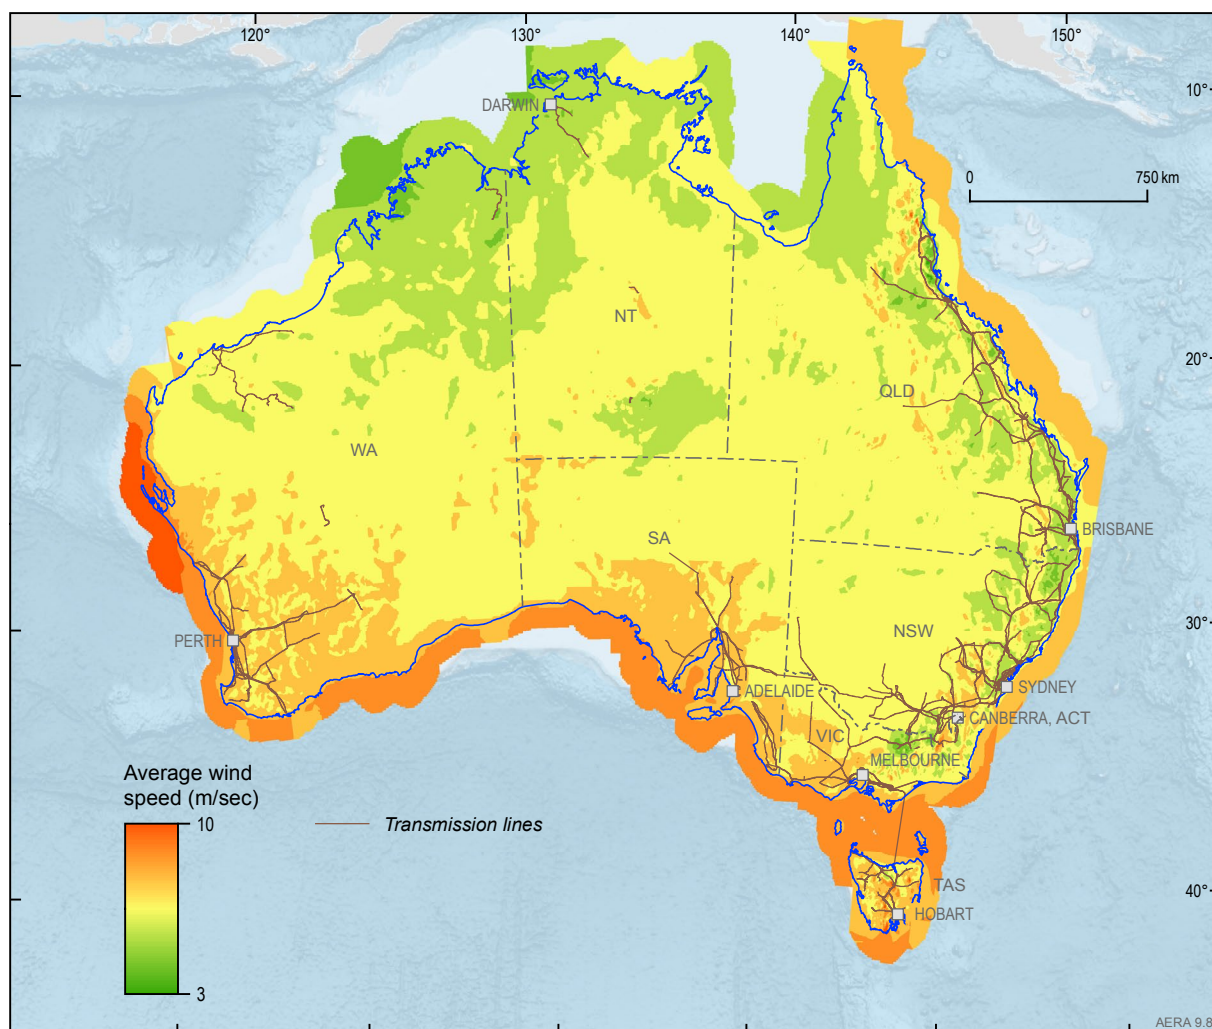 120°
130°
140°
150°
10°
DARWIN
0
750 km
NT
20°
QLD
WA
BRISBANE
SA
30°
NSW
PERTH
SYDNEY
ADELAIDE
CANBERRA, ACT
VIC
MELBOURNE
Average wind
speed (m/sec)
10
Transmission lines
TAS
40°
HOBART
3
AERA 9.8